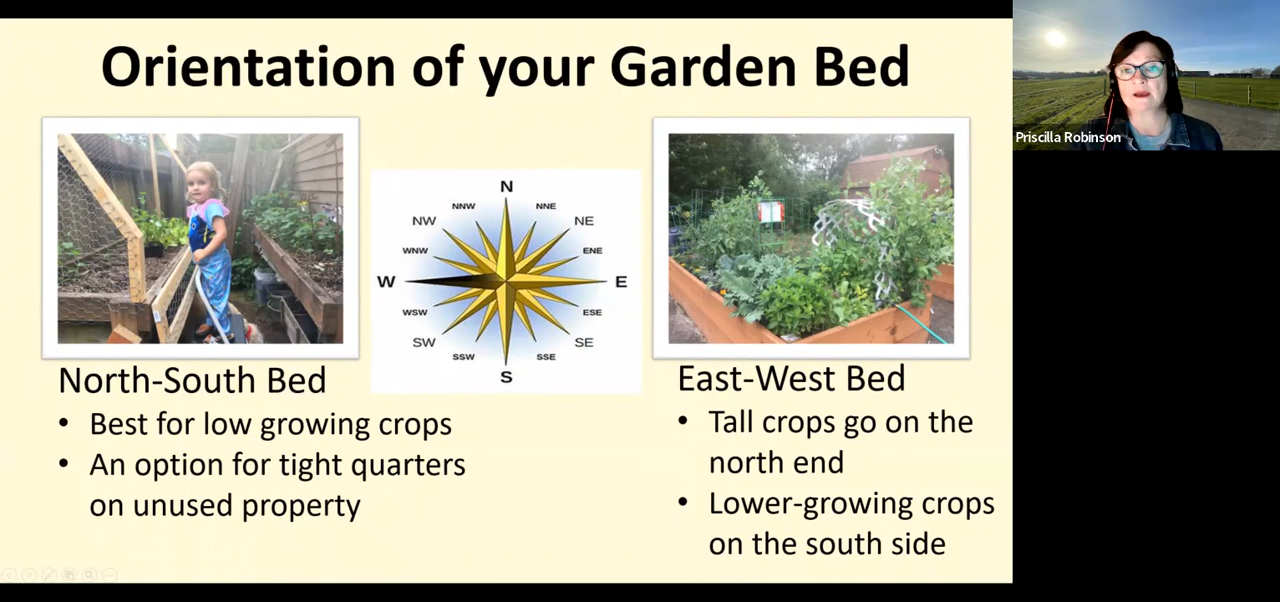 Orientation of your Garden Bed
Priscilla Robinson
N
NNW
NNE
NW
NE
WNW
ENE
W
E
WSW
ESE
SW
SE
SSW
SSE
S
North-South Bed
• Best for low growing crops
• An option for tight quarters
on unused property
East-West Bed
• Tall crops go on the
north end
• Lower-growing crops
on the south side